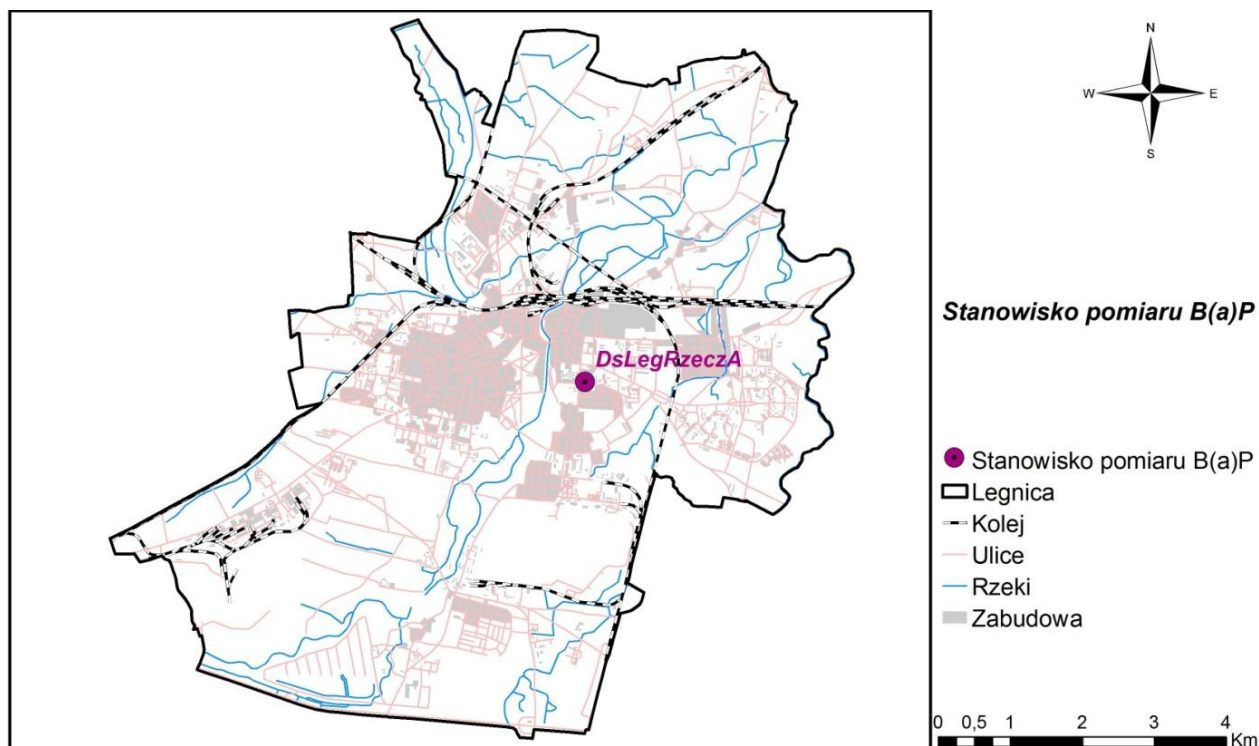 N
W E
S
DsLegRzeczA
Stanowisko pomiaru B(a)P
Stanowisko pomiaru B(a)P
Legnica
Kolej
Ulice
Rzeki
Zabudowa
0 0,5 1 2 3 4
Km